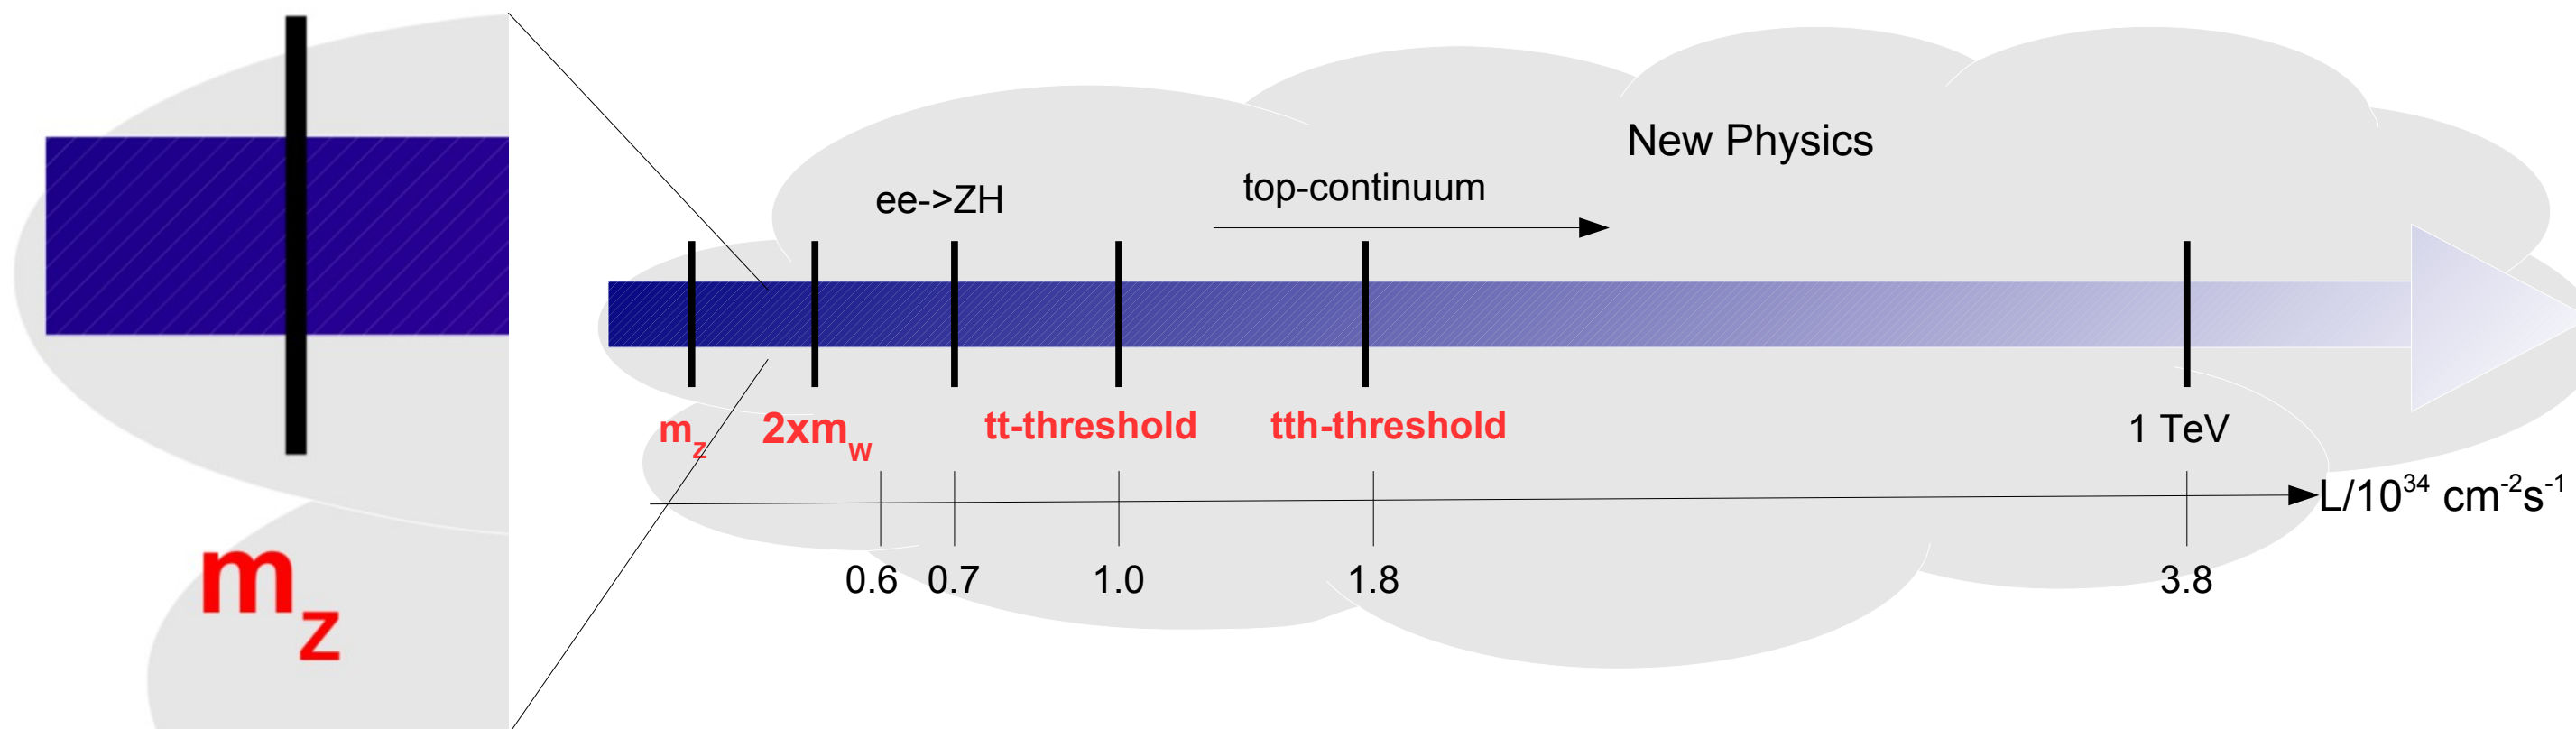 New Physics
top-continuum
ee->ZH
m_z 2xm_w tt-threshold tth-threshold 1 TeV
L/10^34 cm^-2s^-1
0.6 0.7 1.0 1.8 3.8
m_z